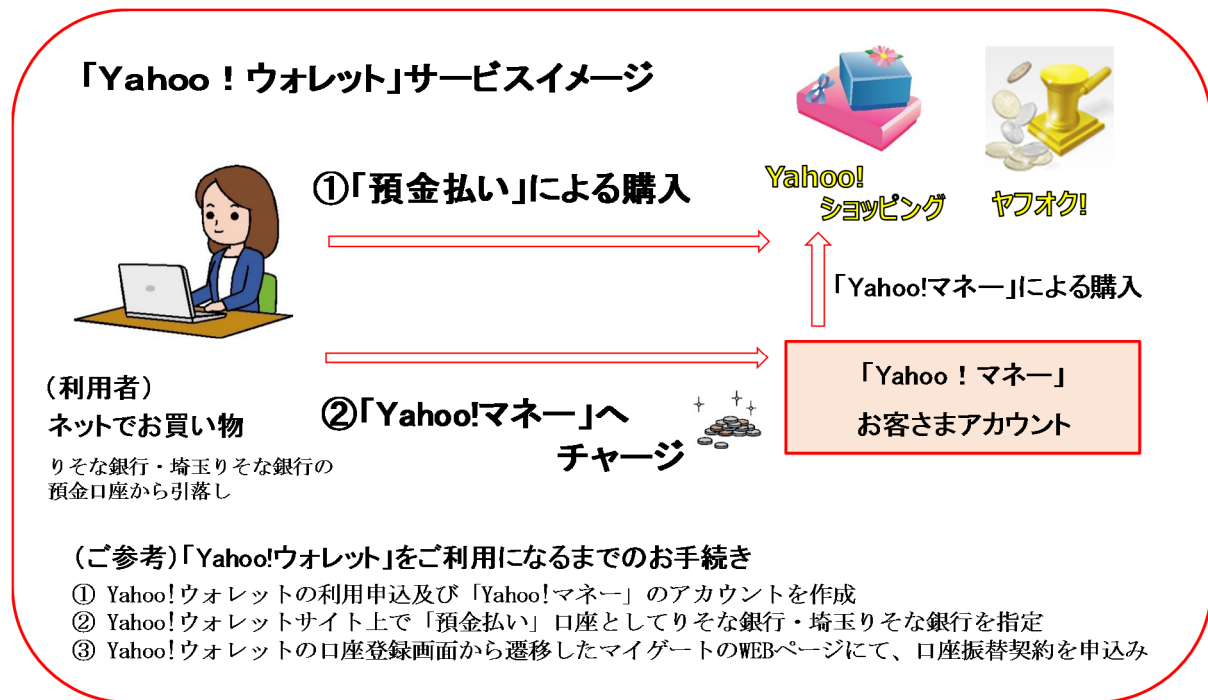 「Yahoo！ウォレット」サービスイメージ
①「預金払い」による購入
Yahoo!
ショッピング
ヤフオク!
「Yahoo!マネー」による購入
（利用者）
ネットでお買い物
りそな銀行・埼玉りそな銀行の
預金口座から引落し
②「Yahoo!マネー」へ
チャージ
「Yahoo！マネー」
お客さまアカウント
（ご参考）「Yahoo!ウォレット」をご利用になるまでのお手続き
① Yahoo!ウォレットの利用申込及び「Yahoo!マネー」のアカウントを作成
② Yahoo!ウォレットサイト上で「預金払い」口座としてりそな銀行・埼玉りそな銀行を指定
③ Yahoo!ウォレットの口座登録画面から遷移したマイゲートのWEBページにて、口座振替契約を申込み